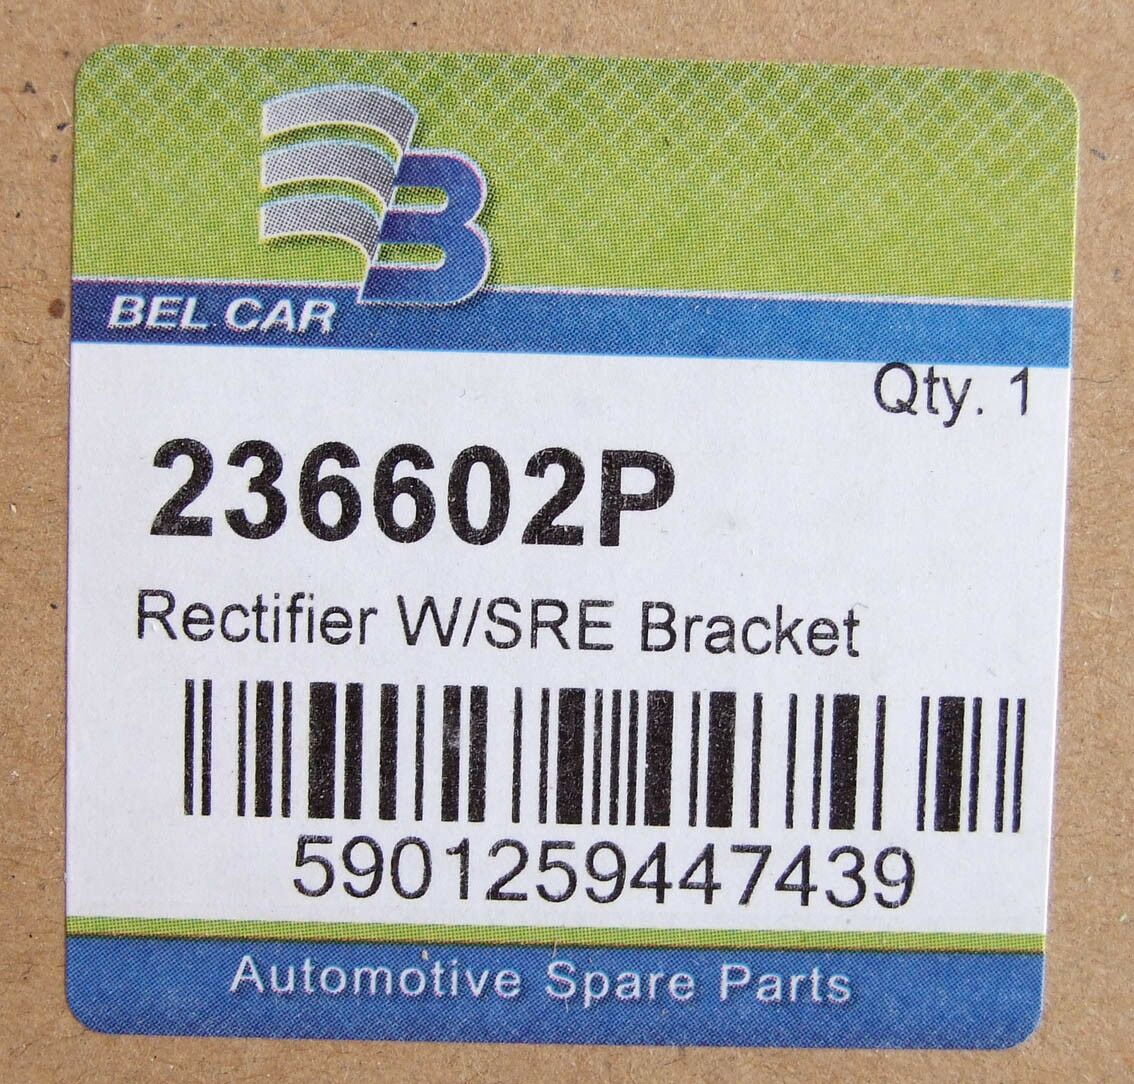 B
BEL CAR
Qty. 1
236602P
Rectifier W/SRE Bracket
5901259447439
Automotive Spare Parts